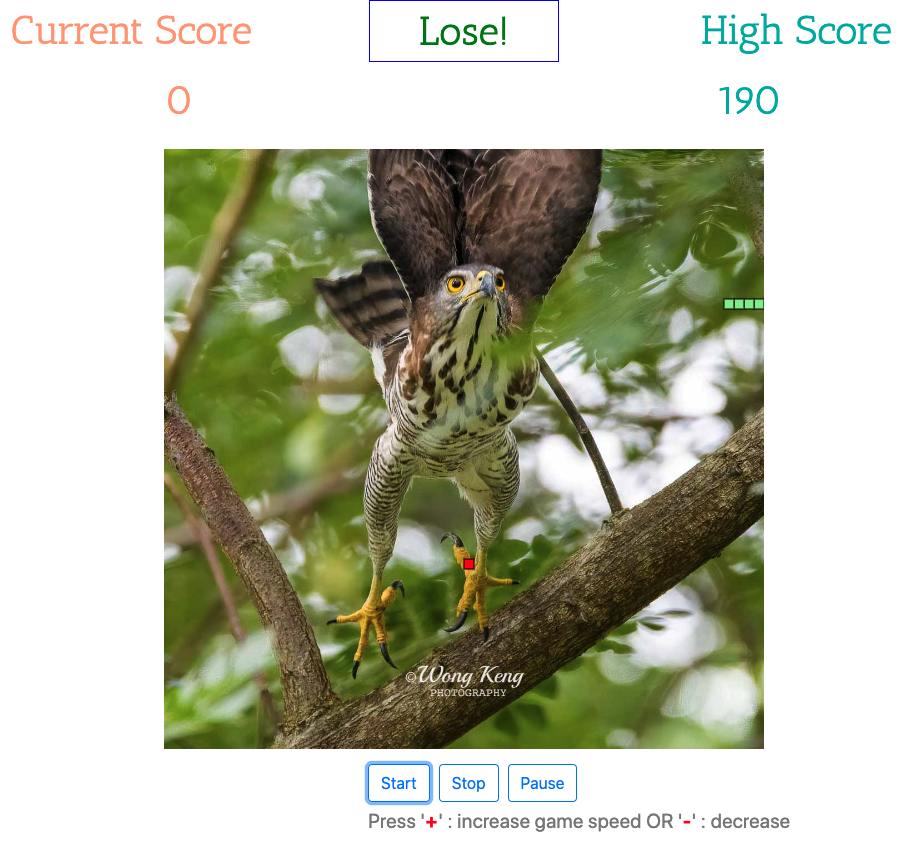 Current Score
Lose!
High Score
0
190
©Wong Keng
PHOTOGRAPHY
Start
Stop
Pause
Press '+' : increase game speed OR '-' : decrease